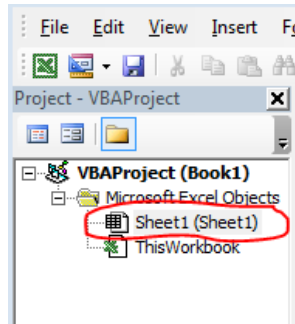 File Edit View Insert
Project - VBAProject
VBAProject (Book1)
Microsoft Excel Objects
Sheet1 (Sheet1)
ThisWorkbook